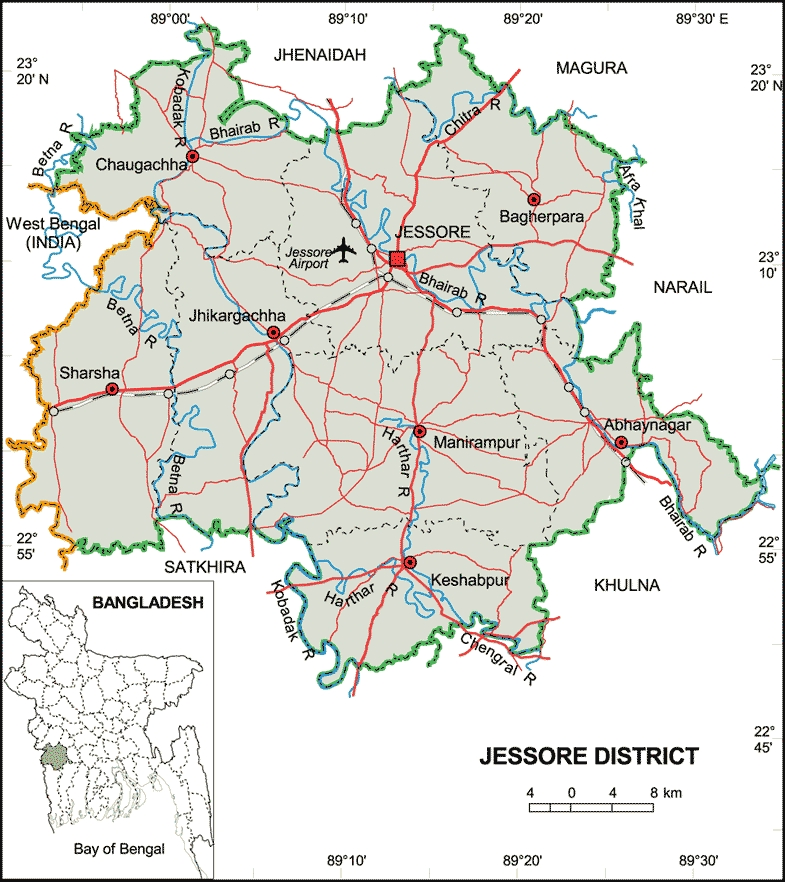 89°00'
89°10'
89°20'
89°30' E
JHENAIDAH
MAGURA
23°
20' N
23°
20' N
Kobadak R
Bhairab R
Chitra R
Betna R
Chaugachha
Afra Khal
Bagherpara
West Bengal
(INDIA)
JESSORE
Jessore
Airport
23°
10'
Bhairab R
NARAIL
Betna R
Jhikargachha
Sharsha
Abhaynagar
Harthar R
Manirampur
Betna R
Bhairab R
22°
55'
22°
55'
SATKHIRA
Keshabpur
KHULNA
Kobadak R
Harthar R
Chengral R
BANGLADESH
22°
45'
JESSORE DISTRICT
4 0 4 8 km
Bay of Bengal
89°10'
89°20'
89°30'